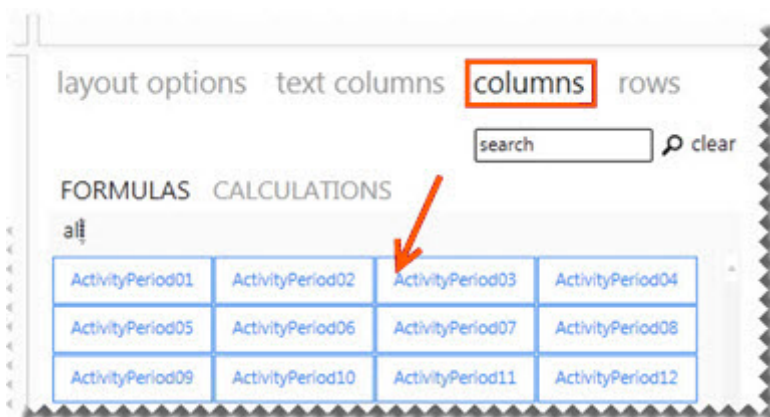 layout options text columns columns rows
search clear
FORMULAS CALCULATIONS
all
ActivityPeriod01 ActivityPeriod02 ActivityPeriod03 ActivityPeriod04
ActivityPeriod05 ActivityPeriod06 ActivityPeriod07 ActivityPeriod08
ActivityPeriod09 ActivityPeriod10 ActivityPeriod11 ActivityPeriod12